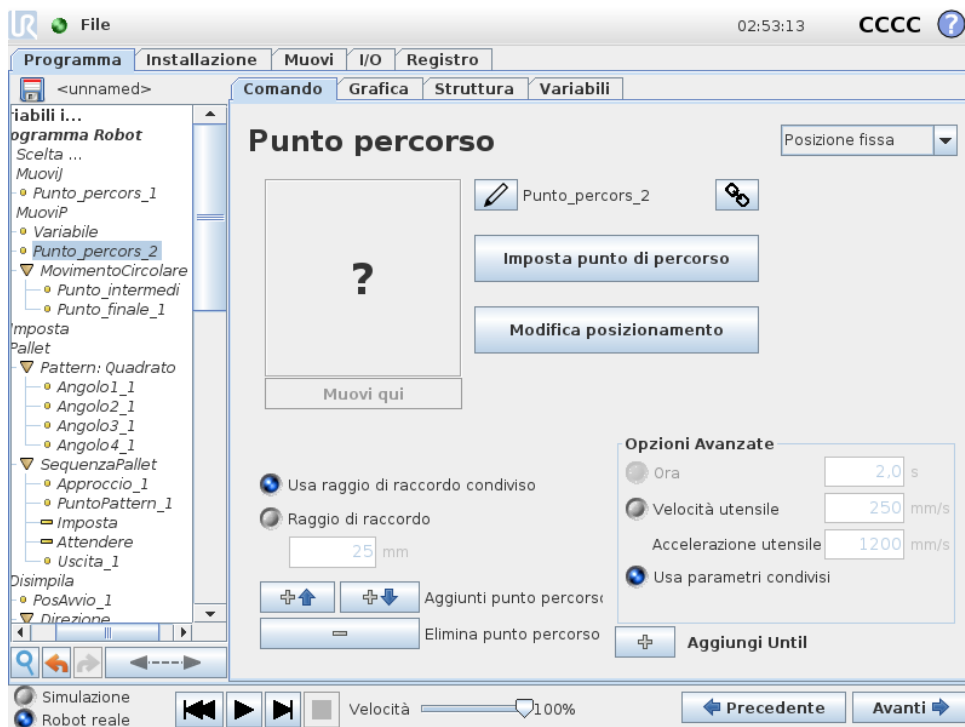 UR File 02:53:13 CCCC ?
Programma Installazione Muovi I/O Registro
<unnamed>
Comando Grafica Struttura Variabili
riabili i...
ogramma Robot
Scelta ...
MuoviJ
Punto_percors_1
MuoviP
Variabile
Punto_percors_2
MovimentoCircolare
Punto_intermedi
Punto_finale_1
Imposta
Pallet
Pattern: Quadrato
Angolo1_1
Angolo2_1
Angolo3_1
Angolo4_1
SequenzaPallet
Approccio_1
PuntoPattern_1
Imposta
Attendere
Uscita_1
Disimpila
PosAvvio_1
Direzione
Punto percorso
Posizione fissa
?
Punto_percors_2
Imposta punto di percorso
Modifica posizionamento
Muovi qui
Usa raggio di raccordo condiviso
Raggio di raccordo
25 mm
Aggiunti punto percorso
Elimina punto percorso
Opzioni Avanzate
Ora 2,0 s
Velocità utensile 250 mm/s
Accelerazione utensile 1200 mm/s
Usa parametri condivisi
Aggiungi Until
Simulazione
Robot reale
Velocità 100%
Precedente
Avanti